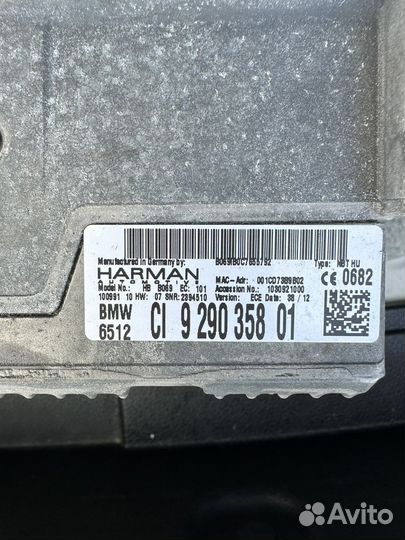 Manufactured in Germany by: B069IB0C7B55792 Type: NBT HU
HARMAN
AUTOMOTIVE
MAC-Adr: 001CD73B9B02 CE 0682
Model No.: HB B069 EC: 101 Accession No.: 1030921000
100991 10 HW: 07 SNR:2394510 Version: ECE Date: 38 / 12
BMW
6512
CI 9 290 358 01
Avito